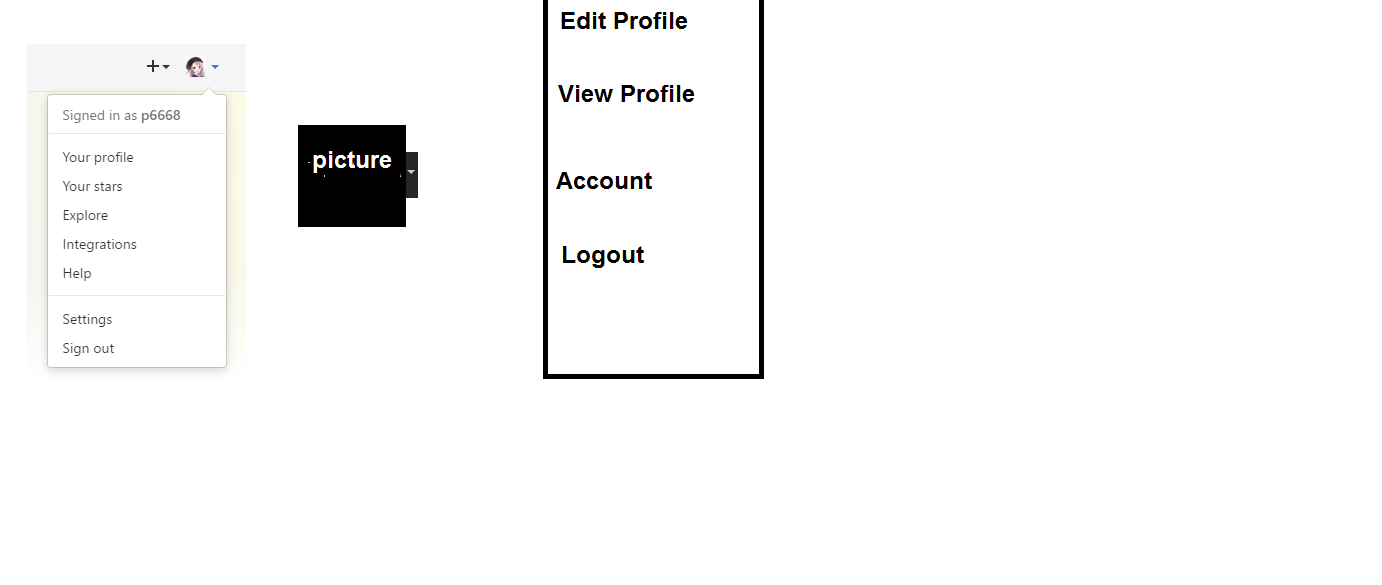 Signed in as p6668
Your profile
Your stars
Explore
Integrations
Help
Settings
Sign out
picture
Edit Profile
View Profile
Account
Logout